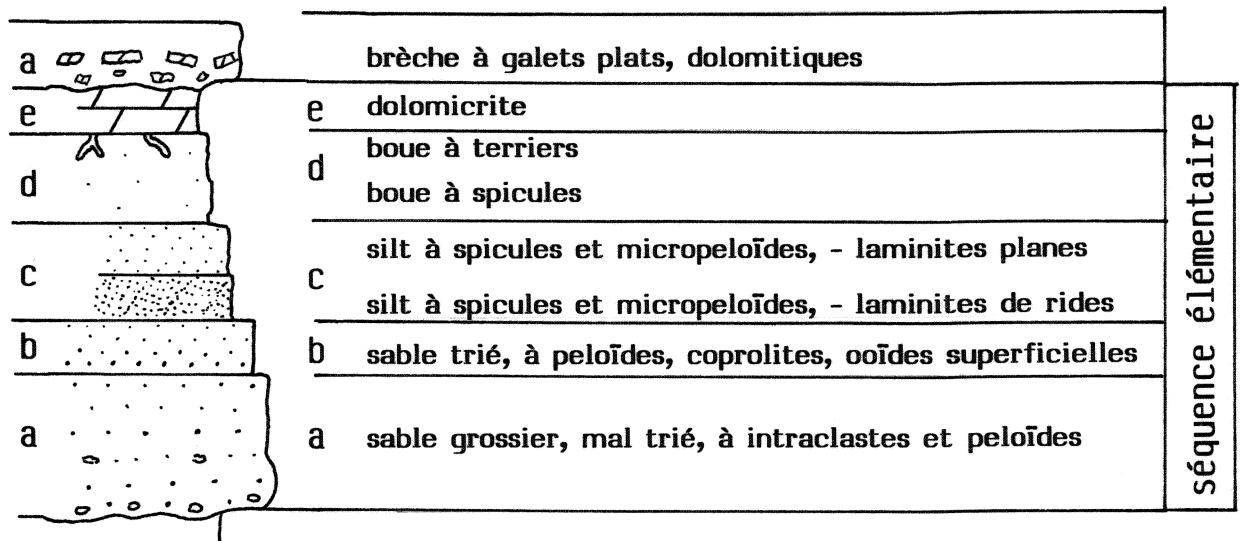 a brèche à galets plats, dolomitiques
e e dolomicrite
d d boue à terriers
boue à spicules
c c silt à spicules et micropeloïdes, - laminites planes
silt à spicules et micropeloïdes, - laminites de rides
b b sable trié, à peloïdes, coprolites, ooïdes superficielles
a a sable grossier, mal trié, à intraclastes et peloïdes
séquence élémentaire